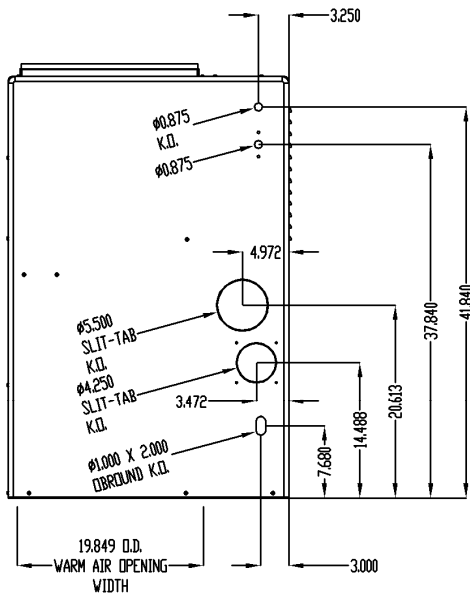 3.250
Ø0.875
K.O.
Ø0.875
4.972
41.840
37.840
Ø5.500
SLIT-TAB
K.O.
Ø4.250
SLIT-TAB
K.O.
20.613
14.488
3.472
7.680
Ø1.000 X 2.000
OBROUND K.O.
19.849 O.D.
WARM AIR OPENING
WIDTH
3.000